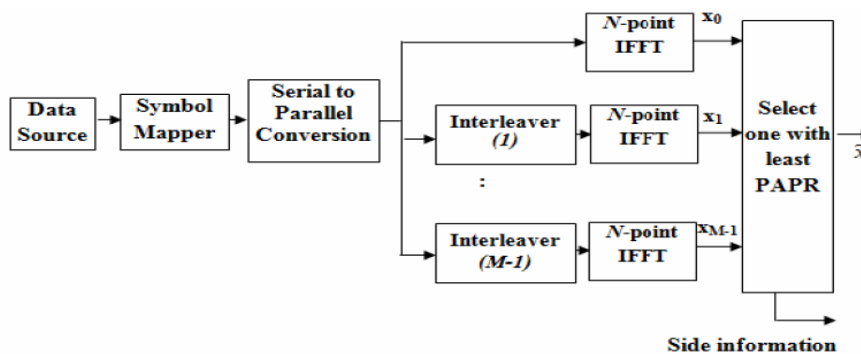 Data
Source
Symbol
Mapper
Serial to
Parallel
Conversion
N-point
IFFT
x0
Interleaver
(1)
N-point
IFFT
x1
:
Interleaver
(M-1)
N-point
IFFT
xM-1
Select
one with
least
PAPR
Side information